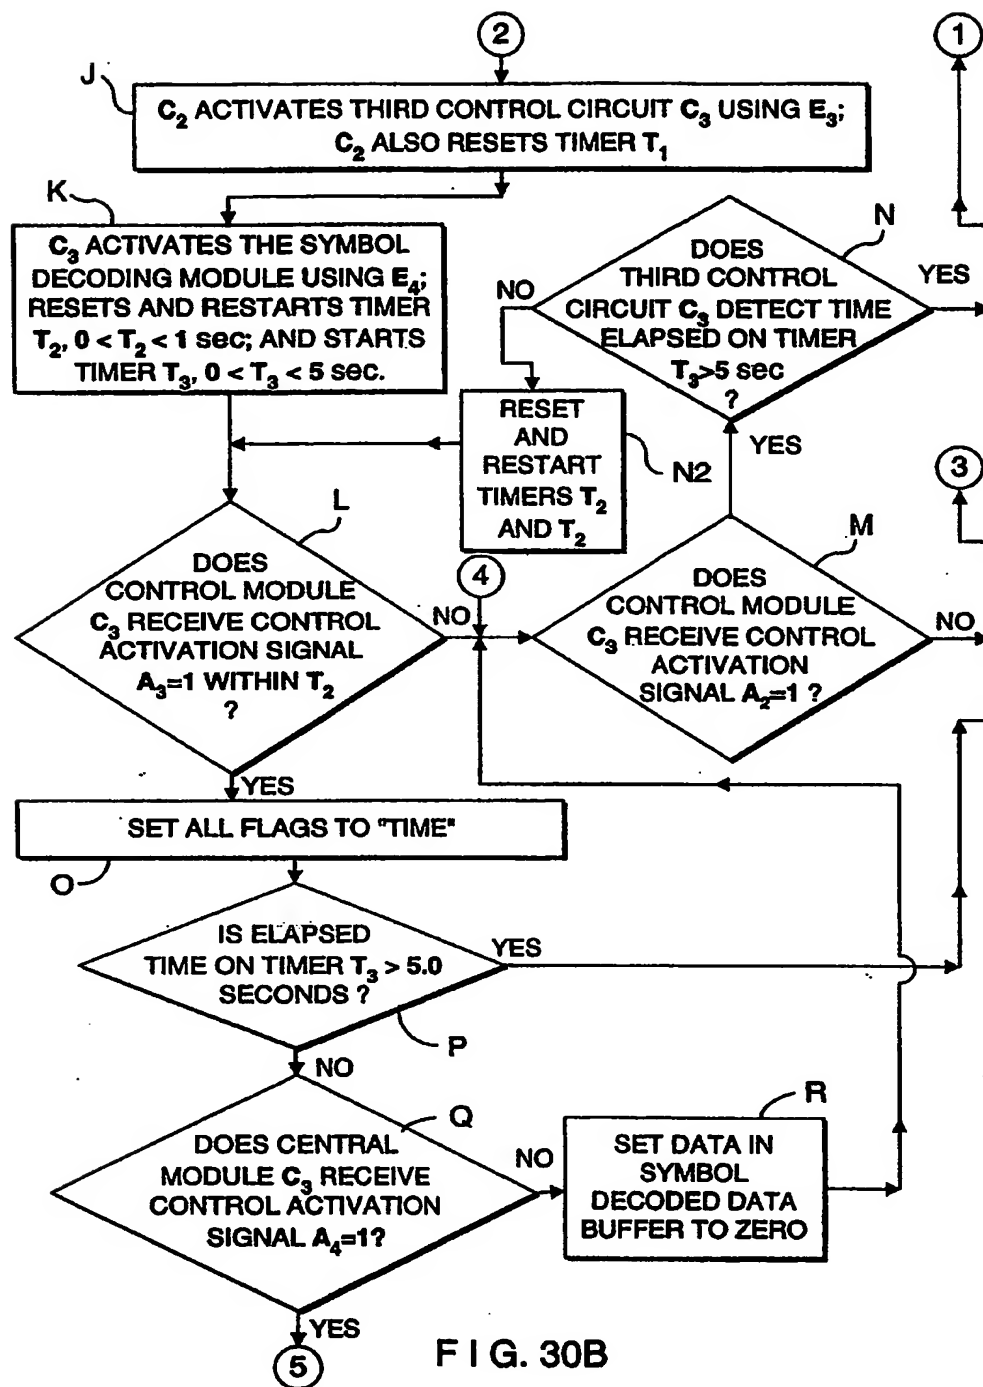 2
1
J
C2 ACTIVATES THIRD CONTROL CIRCUIT C3 USING E3;
C2 ALSO RESETS TIMER T1
K
C3 ACTIVATES THE SYMBOL
DECODING MODULE USING E4;
RESETS AND RESTARTS TIMER
T2, 0 < T2 < 1 sec; AND STARTS
TIMER T3, 0 < T3 < 5 sec.
N
DOES
THIRD CONTROL
CIRCUIT C3 DETECT TIME
ELAPSED ON TIMER
T3>5 sec
?
NO
YES
YES
RESET
AND
RESTART
TIMERS T2
AND T2
N2
3
L
DOES
CONTROL MODULE
C3 RECEIVE CONTROL
ACTIVATION SIGNAL
A3=1 WITHIN T2
?
NO
4
M
DOES
CONTROL MODULE
C3 RECEIVE CONTROL
ACTIVATION
SIGNAL A2=1 ?
NO
YES
SET ALL FLAGS TO "TIME"
O
IS ELAPSED
TIME ON TIMER T3 > 5.0
SECONDS ?
YES
P
NO
Q
DOES CENTRAL
MODULE C3 RECEIVE
CONTROL ACTIVATION
SIGNAL A4=1?
NO
R
SET DATA IN
SYMBOL
DECODED DATA
BUFFER TO ZERO
YES
5
F I G. 30B